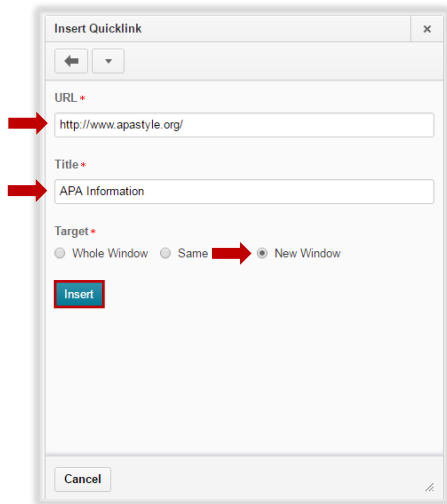 Insert Quicklink ×
URL *
http://www.apastyle.org/
Title *
APA Information
Target *
Whole Window Same New Window
Insert
Cancel